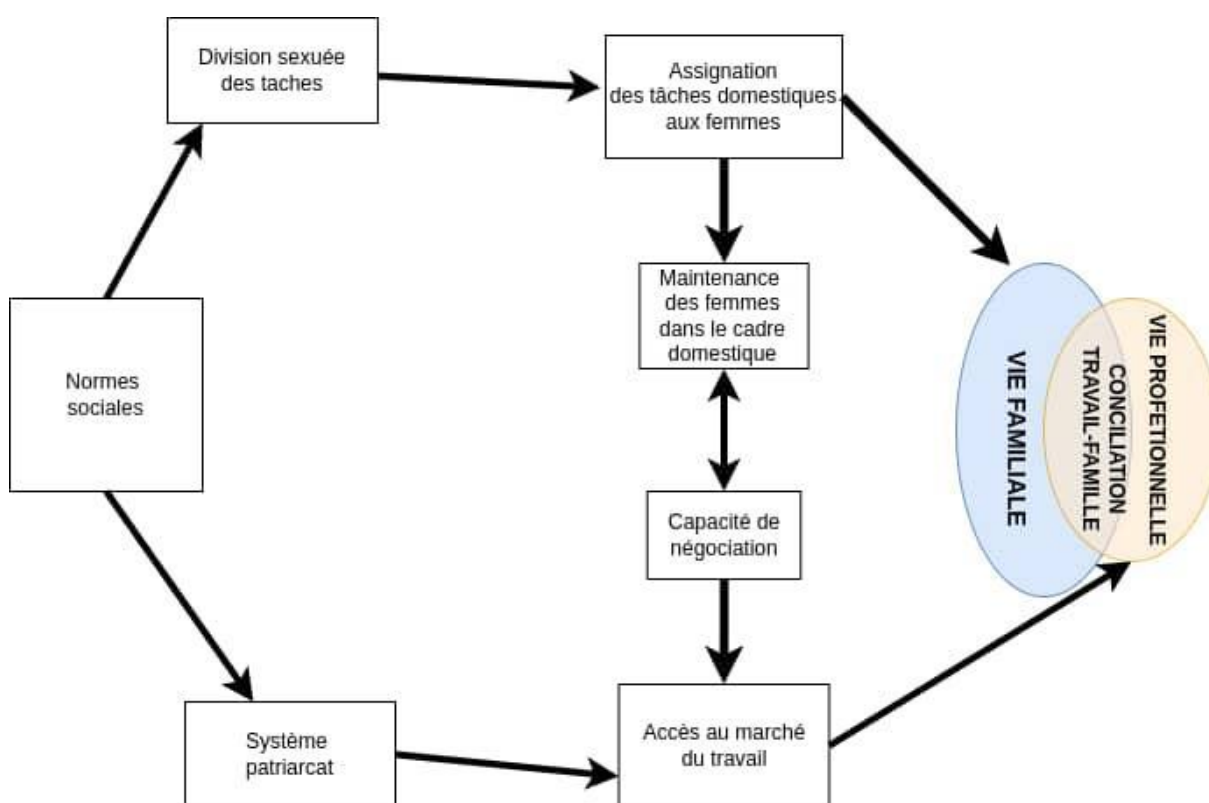 Division sexuée
des taches
Assignation
des tâches domestiques
aux femmes
Maintenance
des femmes
dans le cadre
domestique
Normes
sociales
Capacité de
négociation
Système
patriarcat
Accès au marché
du travail
VIE FAMILIALE
CONCILIATION
TRAVAIL-FAMILLE
VIE PROFETIONNELLE